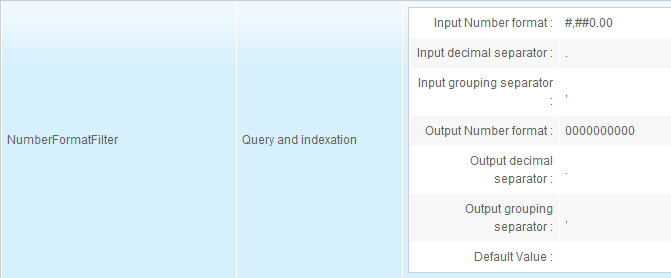 NumberFormatFilter
Query and indexation
Input Number format : #,##0.00
Input decimal separator : .
Input grouping separator
: ,
Output Number format : 0000000000
Output decimal
separator : .
Output grouping
separator : ,
Default Value :